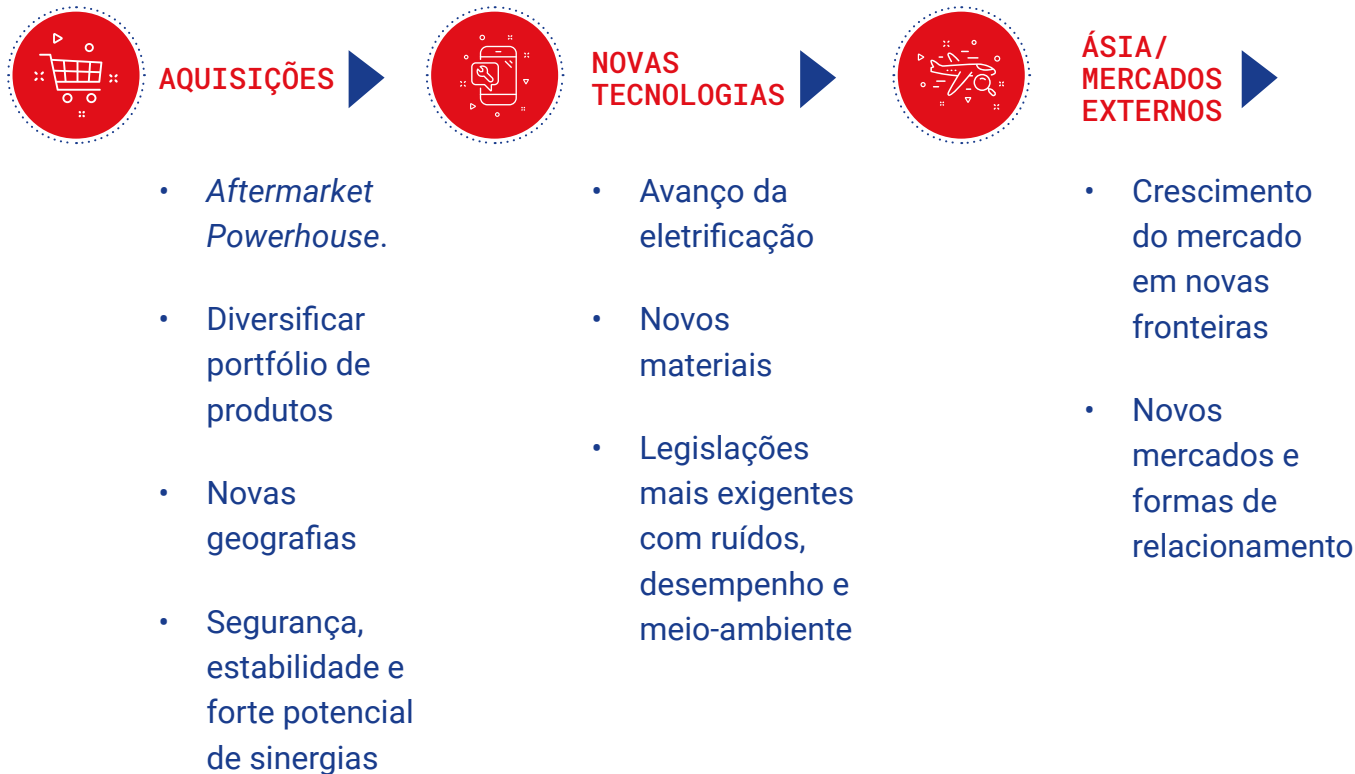 AQUISIÇÕES
• Aftermarket
Powerhouse.
• Diversificar
portfólio de
produtos
• Novas
geografias
• Segurança,
estabilidade e
forte potencial
de sinergias
NOVAS
TECNOLOGIAS
• Avanço da
eletrificação
• Novos
materiais
• Legislações
mais exigentes
com ruídos,
desempenho e
meio-ambiente
ÁSIA/
MERCADOS
EXTERNOS
• Crescimento
do mercado
em novas
fronteiras
• Novos
mercados e
formas de
relacionamento